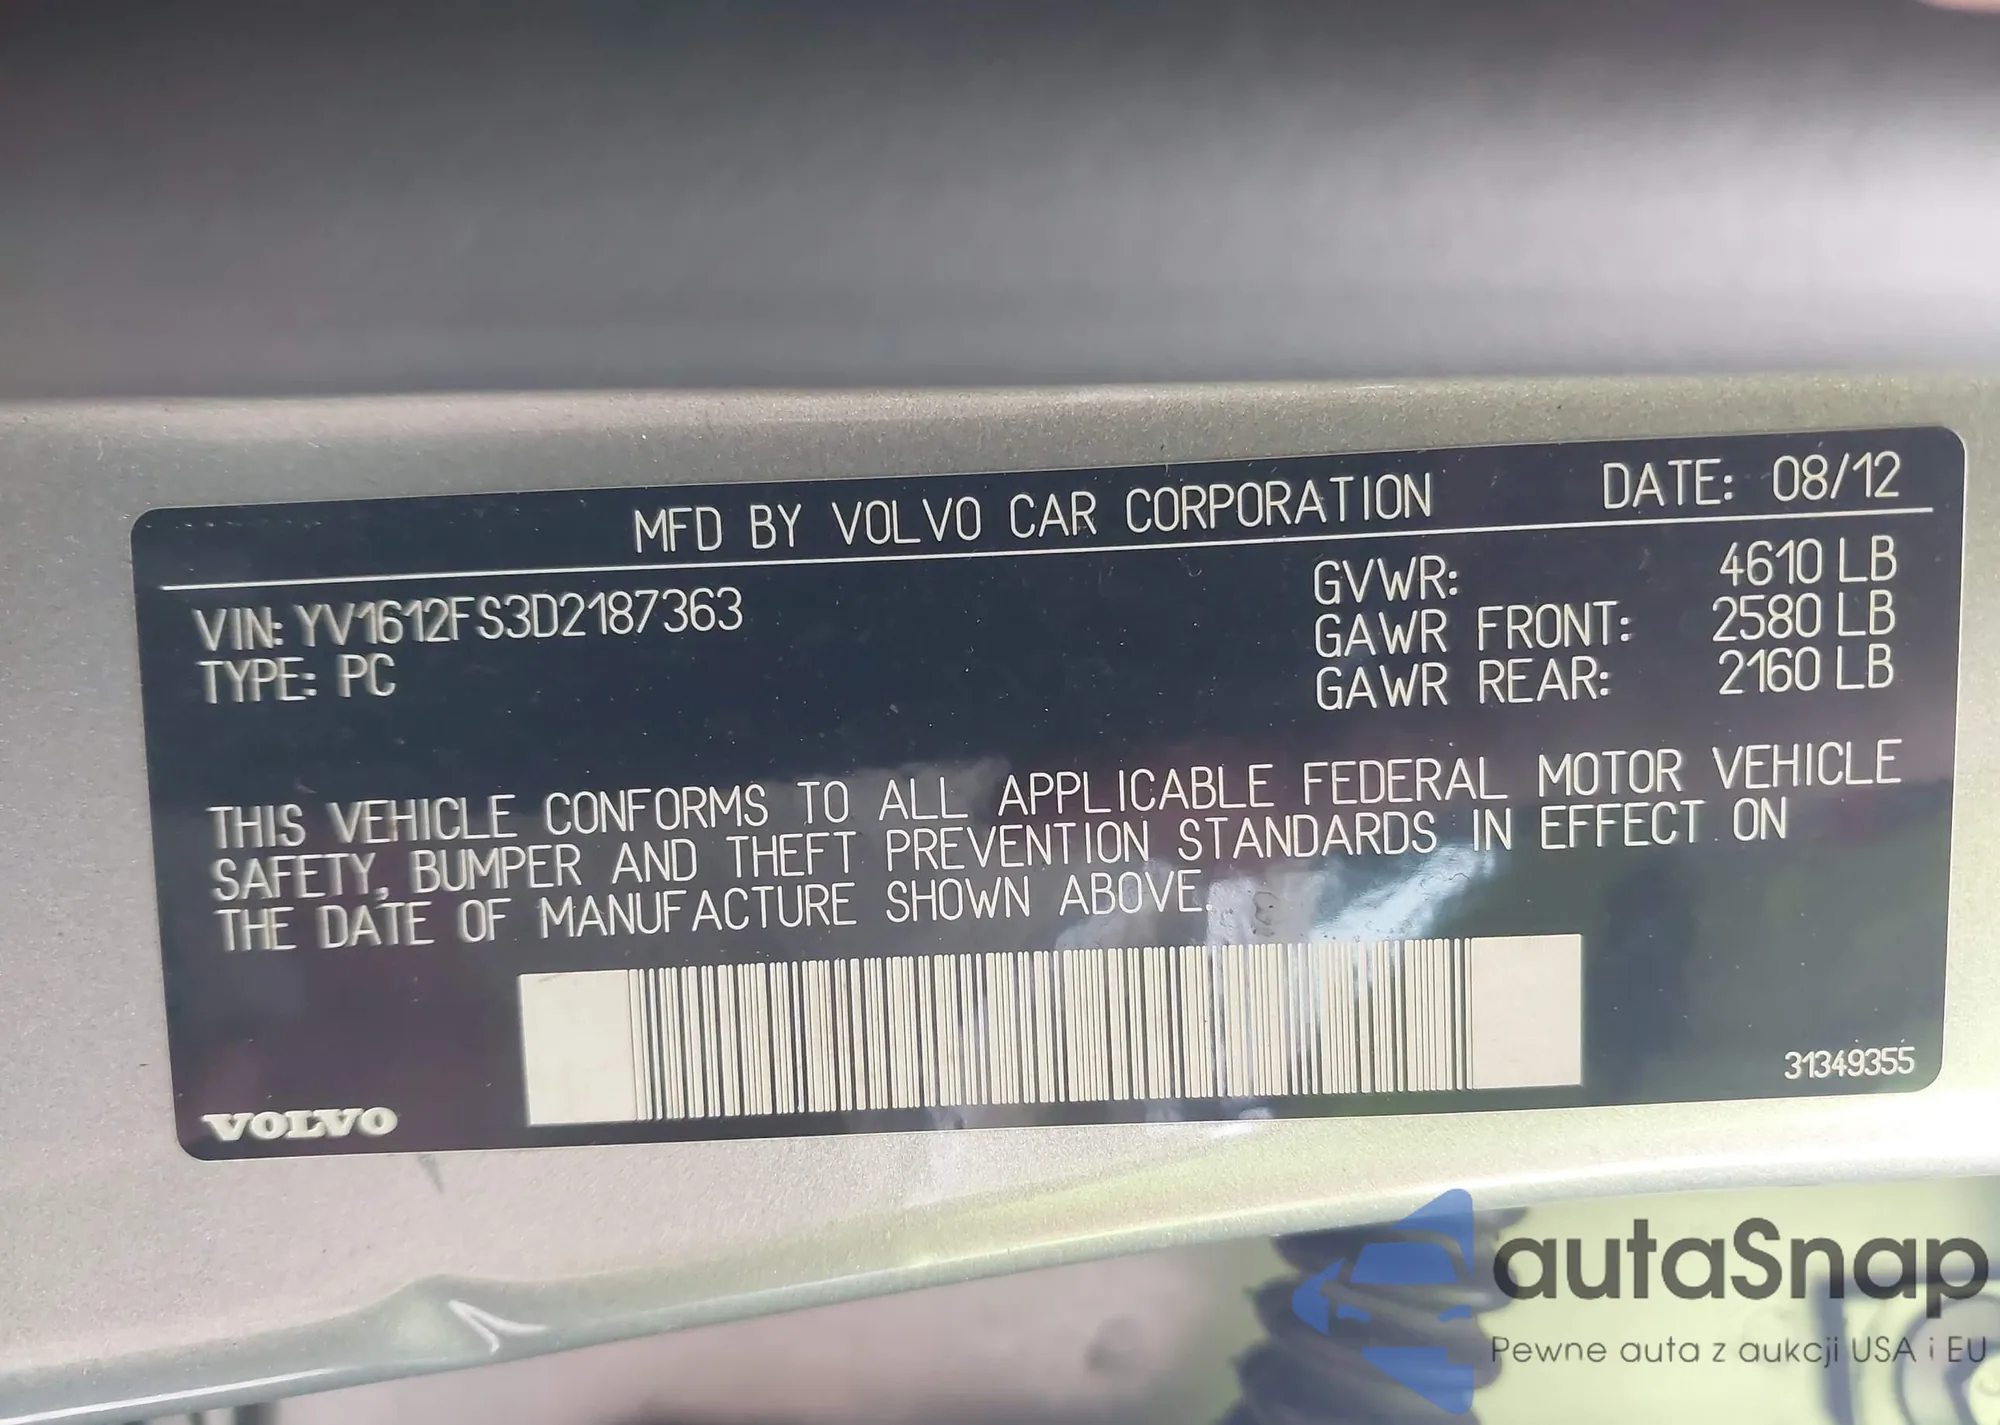 MFD BY VOLVO CAR CORPORATION DATE: 08/12
VIN: YV1612FS3D2187363 GVWR: 4610 LB
TYPE: PC GAWR FRONT: 2580 LB
GAWR REAR: 2160 LB
THIS VEHICLE CONFORMS TO ALL APPLICABLE FEDERAL MOTOR VEHICLE
SAFETY, BUMPER AND THEFT PREVENTION STANDARDS IN EFFECT ON
THE DATE OF MANUFACTURE SHOWN ABOVE.
31349355
VOLVO
autaSnap
Pewne auta z aukcji USA i EU